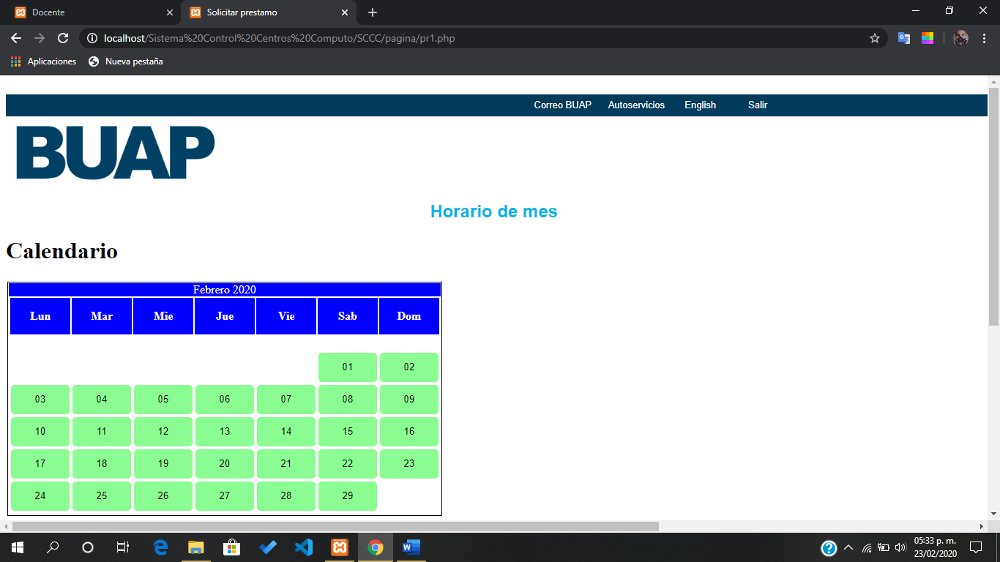 Docente
Solicitar prestamo
localhost/Sistema%20Control%20Centros%20Computo/SCCC/pagina/pr1.php
Aplicaciones Nueva pestaña
Correo BUAP Autoservicios English Salir
BUAP
Horario de mes
Calendario
Febrero 2020
Lun Mar Mie Jue Vie Sab Dom
01 02
03 04 05 06 07 08 09
10 11 12 13 14 15 16
17 18 19 20 21 22 23
24 25 26 27 28 29
05:33 p. m.
23/02/2020